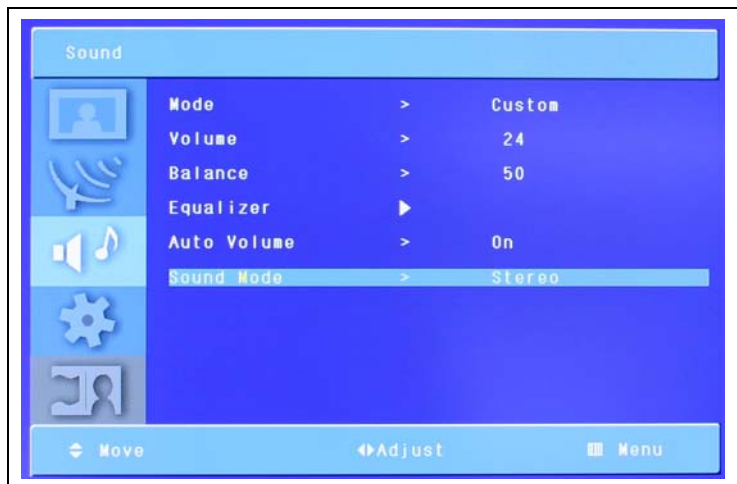 Sound
Mode > Custom
Volume > 24
Balance > 50
Equalizer ▶
Auto Volume > On
Sound Mode > Stereo
Move Adjust Menu